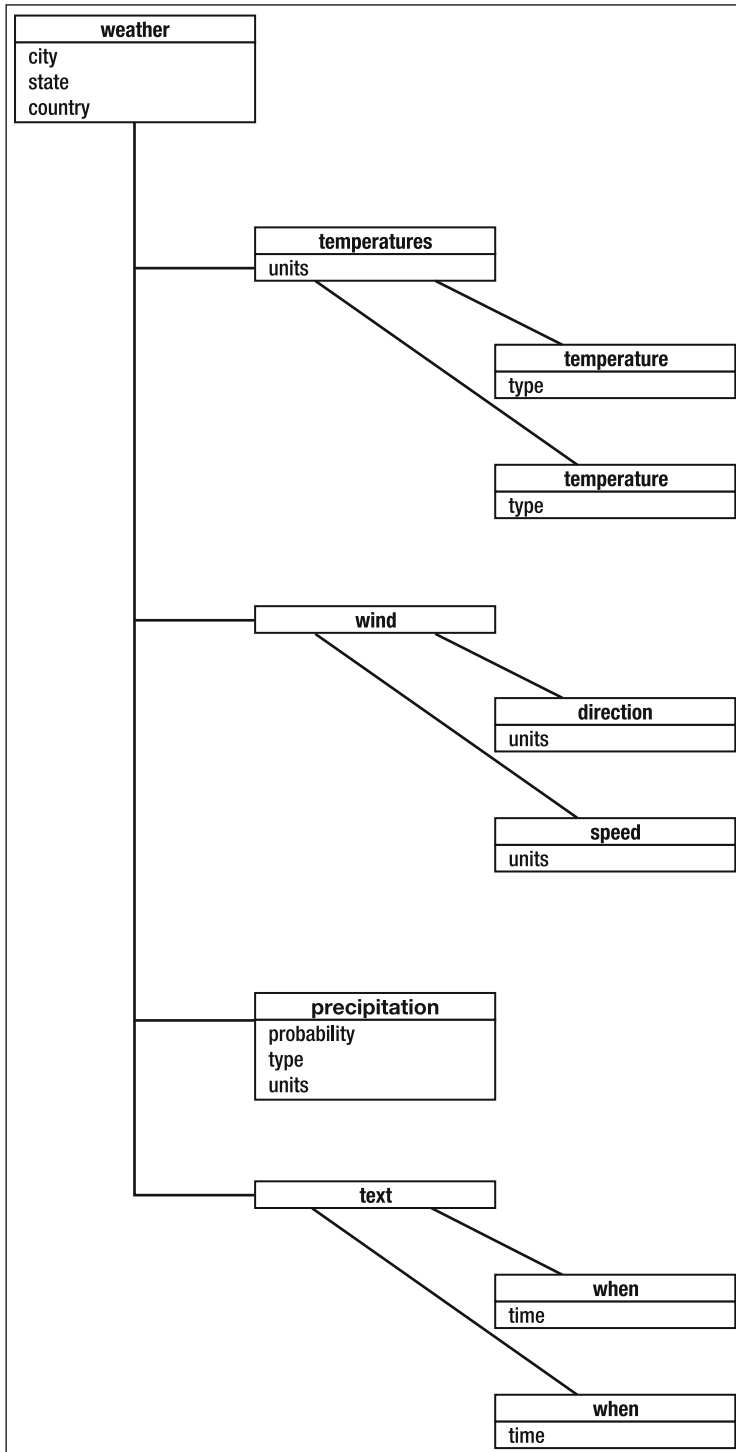 weather
city
state
country
temperatures
units
temperature
type
temperature
type
wind
direction
units
speed
units
precipitation
probability
type
units
text
when
time
when
time